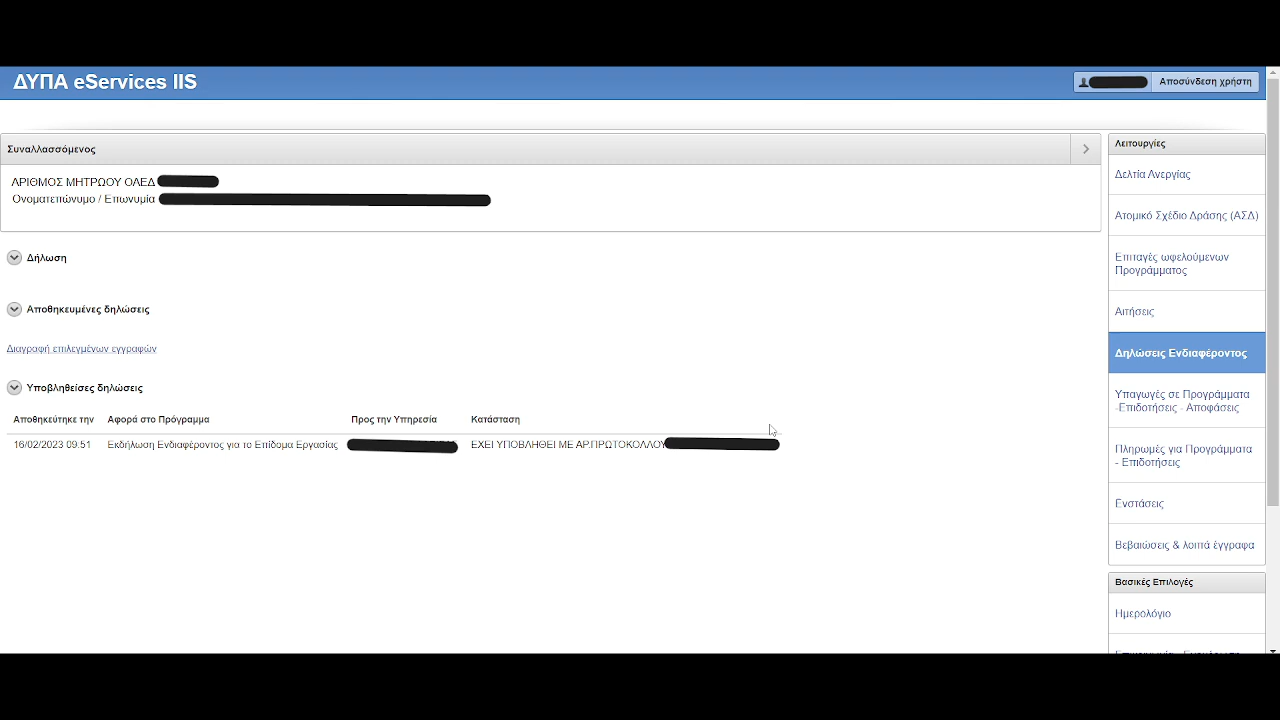 ΔΥΠΑ eServices IIS
Αποσύνδεση χρήστη
Συναλλασσόμενος
ΑΡΙΘΜΟΣ ΜΗΤΡΩΟΥ ΟΑΕΔ
Ονοματεπώνυμο / Επωνυμία
Δήλωση
Αποθηκευμένες δηλώσεις
Διαγραφή επιλεγμένων εγγραφών
Υποβληθείσες δηλώσεις
Αποθηκεύτηκε την Αφορά στο Πρόγραμμα Προς την Υπηρεσία Κατάσταση
16/02/2023 09:51 Εκδήλωση Ενδιαφέροντος για το Επίδομα Εργασίας ΕΧΕΙ ΥΠΟΒΛΗΘΕΙ ΜΕ ΑΡ.ΠΡΩΤΟΚΟΛΛΟΥ
Λειτουργίες
Δελτία Ανεργίας
Ατομικό Σχέδιο Δράσης (ΑΣΔ)
Επιταγές ωφελούμενων
Προγράμματος
Αιτήσεις
Δηλώσεις Ενδιαφέροντος
Υπαγωγές σε Προγράμματα
-Επιδοτήσεις - Αποφάσεις
Πληρωμές για Προγράμματα
- Επιδοτήσεις
Ενστάσεις
Βεβαιώσεις & λοιπά έγγραφα
Βασικές Επιλογές
Ημερολόγιο